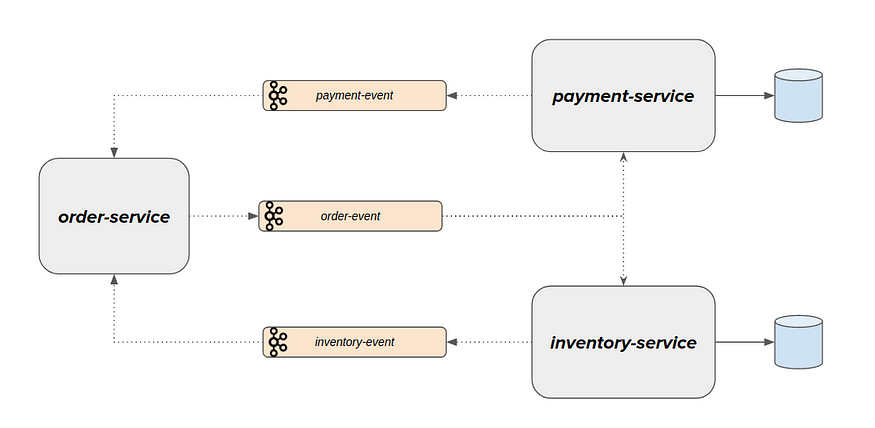 payment-event
payment-service
order-service
order-event
inventory-event
inventory-service